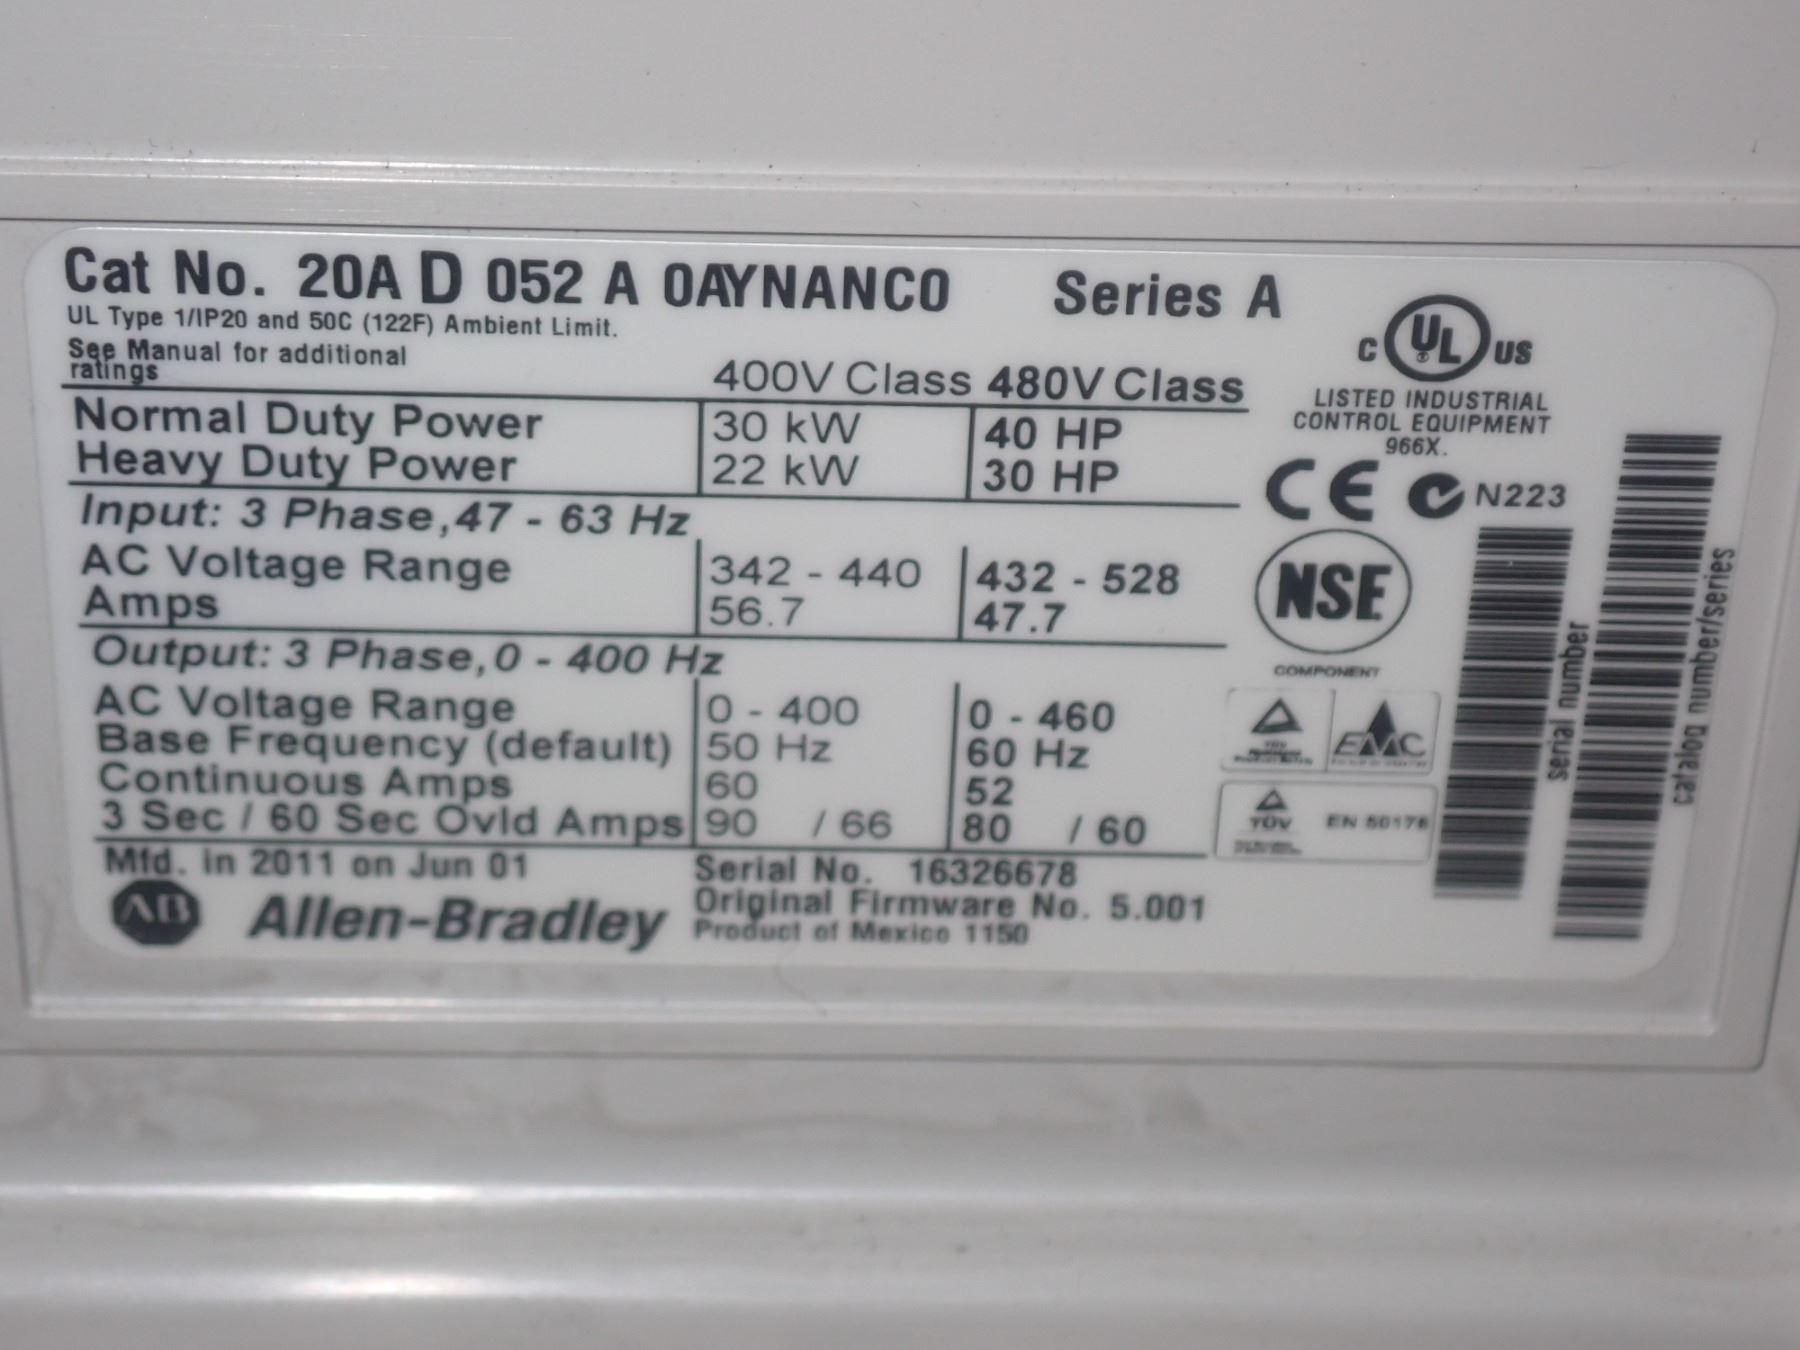 Cat No. 20A D 052 A 0AYNANC0 Series A
UL Type 1/IP20 and 50C (122F) Ambient Limit.
See Manual for additional
ratings
400V Class 480V Class
Normal Duty Power 30 kW 40 HP
Heavy Duty Power 22 kW 30 HP
Input: 3 Phase,47 - 63 Hz
AC Voltage Range 342 - 440 432 - 528
Amps 56.7 47.7
Output: 3 Phase,0 - 400 Hz
AC Voltage Range 0 - 400 0 - 460
Base Frequency (default) 50 Hz 60 Hz
Continuous Amps 60 52
3 Sec / 60 Sec Ovld Amps 90 / 66 80 / 60
Mfd. in 2011 on Jun 01
Serial No. 16326678
Original Firmware No. 5.001
Product of Mexico 1150
AB Allen-Bradley
C UL US
®
LISTED INDUSTRIAL
CONTROL EQUIPMENT
966X.
CE N223
NSE
COMPONENT
EMC
TÜV
EN 50178
serial number
catalog number/series